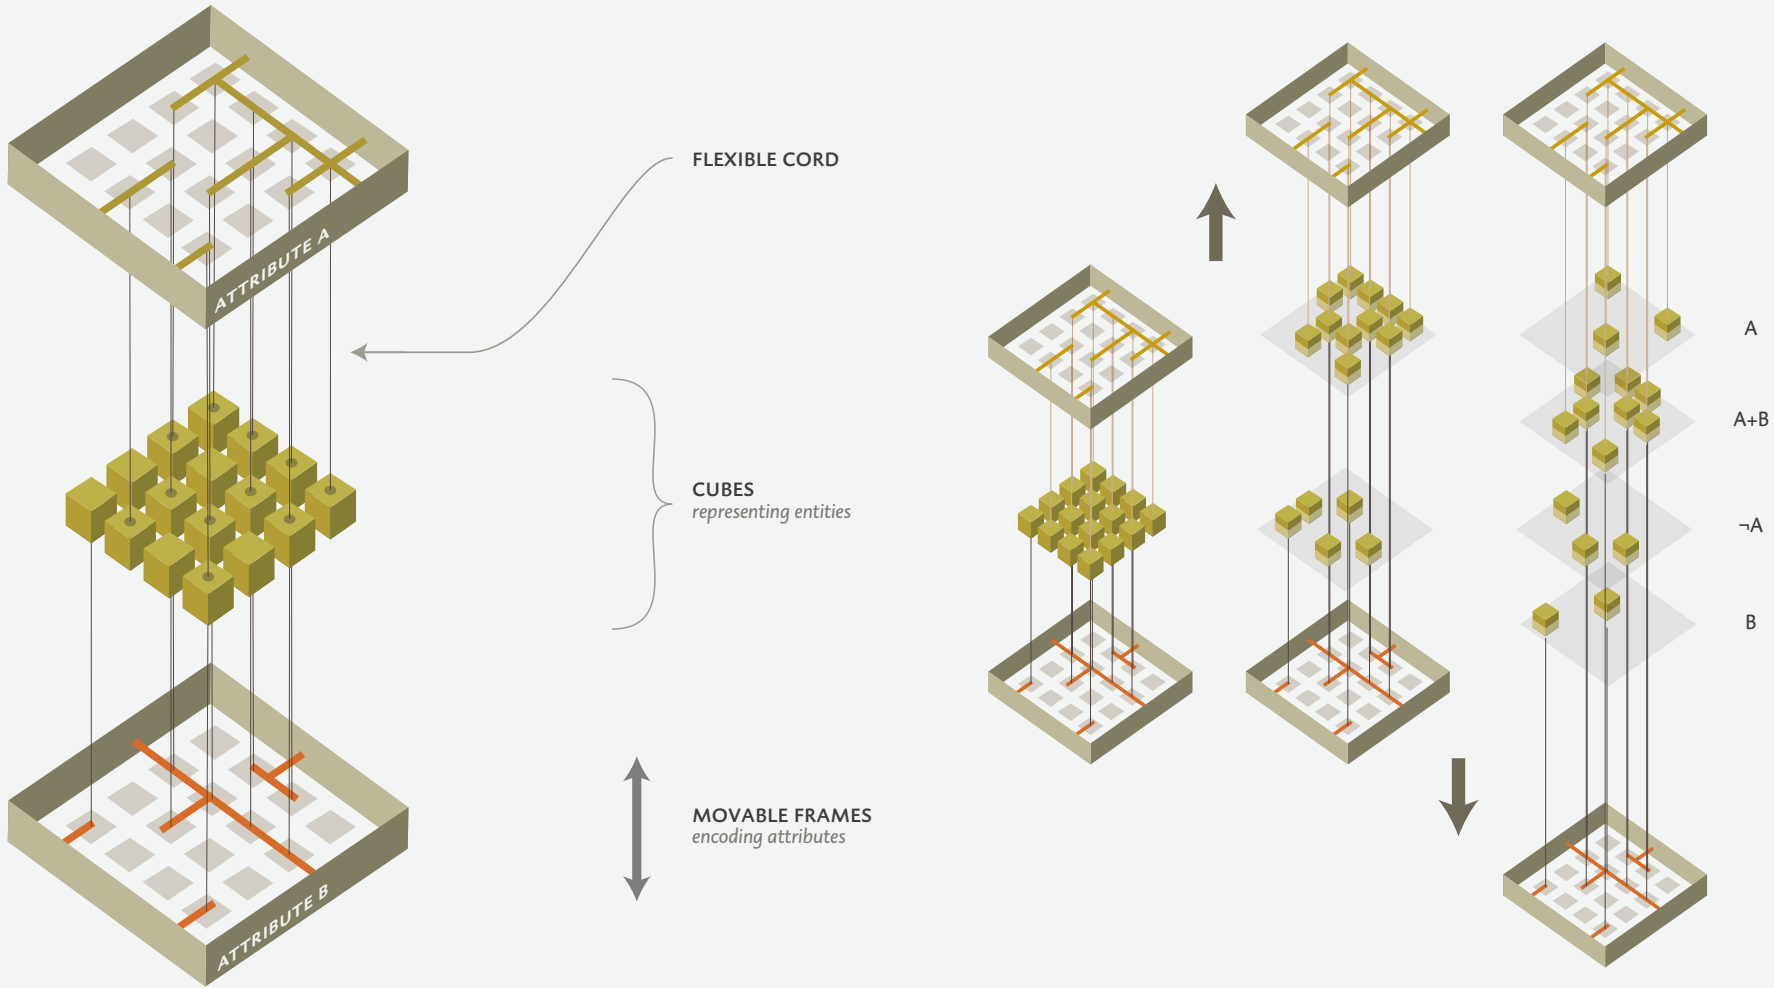 ATTRIBUTE A
ATTRIBUTE B
FLEXIBLE CORD
CUBES
representing entities
MOVABLE FRAMES
encoding attributes
A
A+B
¬A
B